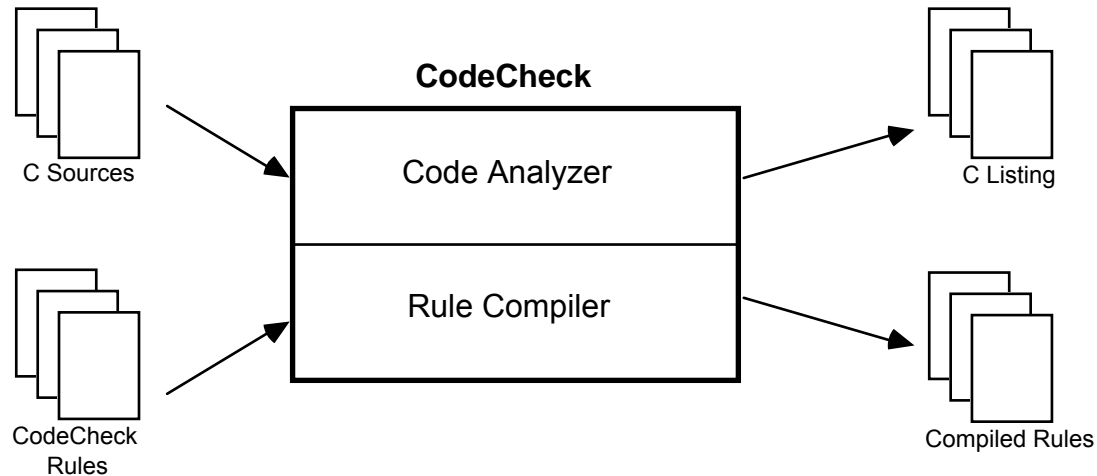 CodeCheck
C Sources
Code Analyzer
C Listing
Rule Compiler
CodeCheck
Rules
Compiled Rules